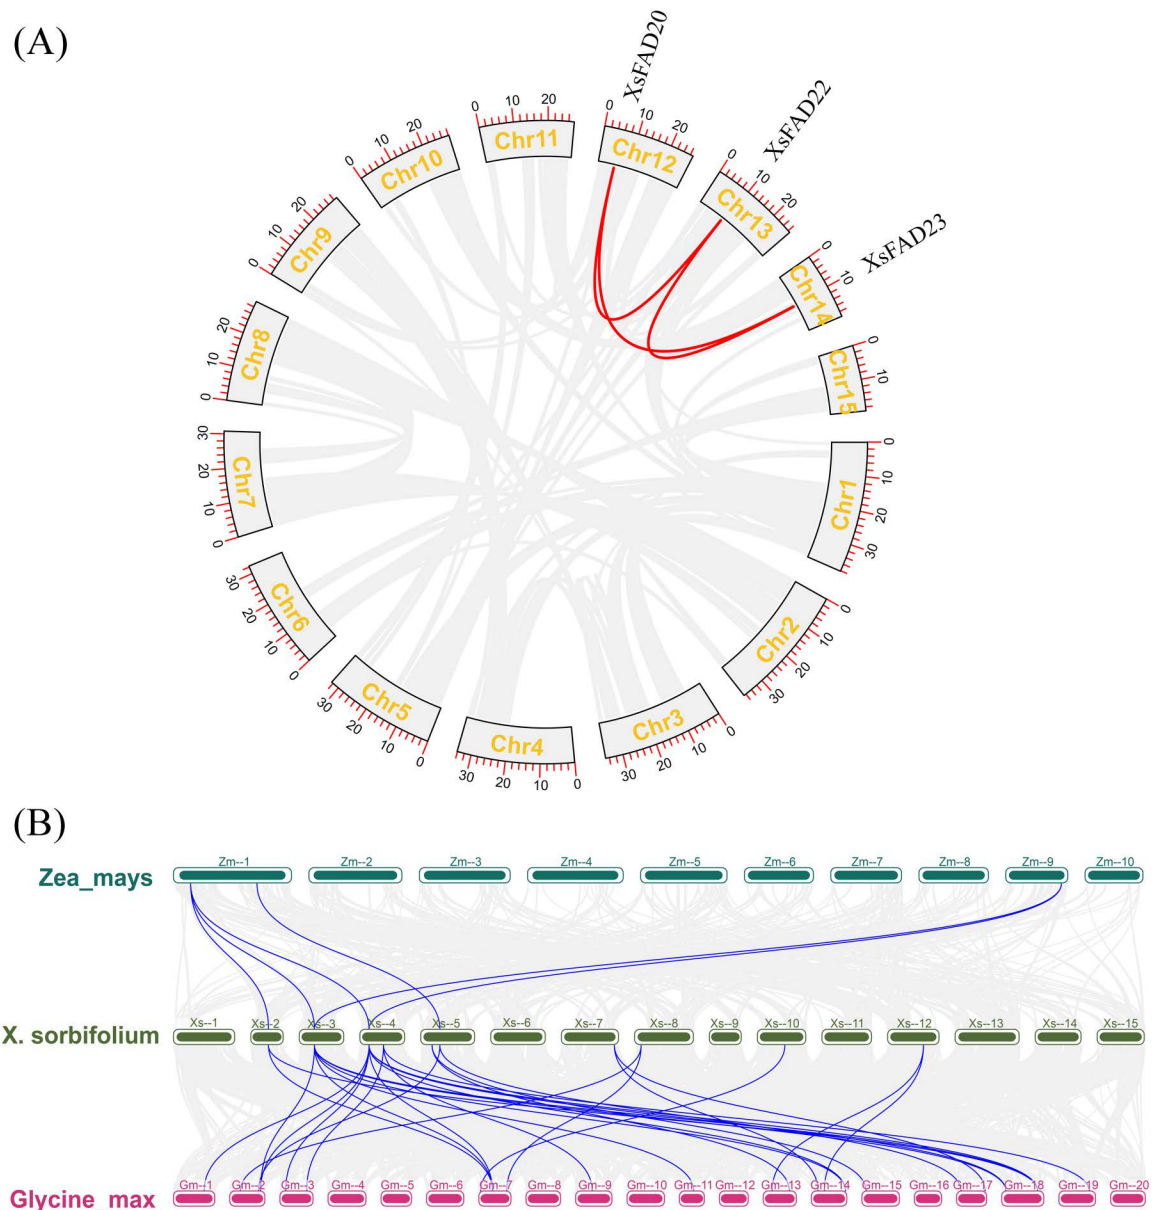 (A)
XsFAD20
XsFAD22
XsFAD23
Chr11
0 10 20
Chr12
0 10 20
Chr13
0 10 20
Chr14
0 10
Chr15
0 10
Chr1
0 10 20 30
Chr2
0 10 20 30
Chr3
0 10 20 30
Chr4
0 10 20 30
Chr5
0 10 20 30
Chr6
0 10 20 30
Chr7
0 10 20 30
Chr8
0 10 20
Chr9
0 10 20
Chr10
0 10 20
(B)
Zm--1 Zm--2 Zm--3 Zm--4 Zm--5 Zm--6 Zm--7 Zm--8 Zm--9 Zm--10
Zea_mays
Xs--1 Xs--2 Xs--3 Xs--4 Xs--5 Xs--6 Xs--7 Xs--8 Xs--9 Xs--10 Xs--11 Xs--12 Xs--13 Xs--14 Xs--15
X. sorbifolium
Gm--1 Gm--2 Gm--3 Gm--4 Gm--5 Gm--6 Gm--7 Gm--8 Gm--9 Gm--10 Gm--11 Gm--12 Gm--13 Gm--14 Gm--15 Gm--16 Gm--17 Gm--18 Gm--19 Gm--20
Glycine_max